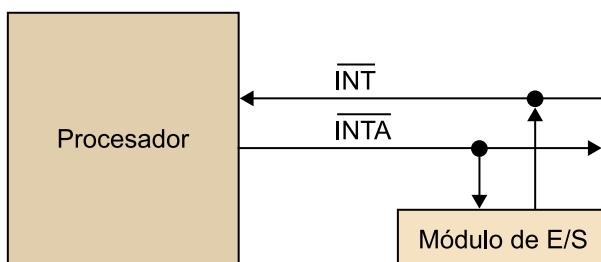 INT
INTA
Procesador
Módulo de E/S